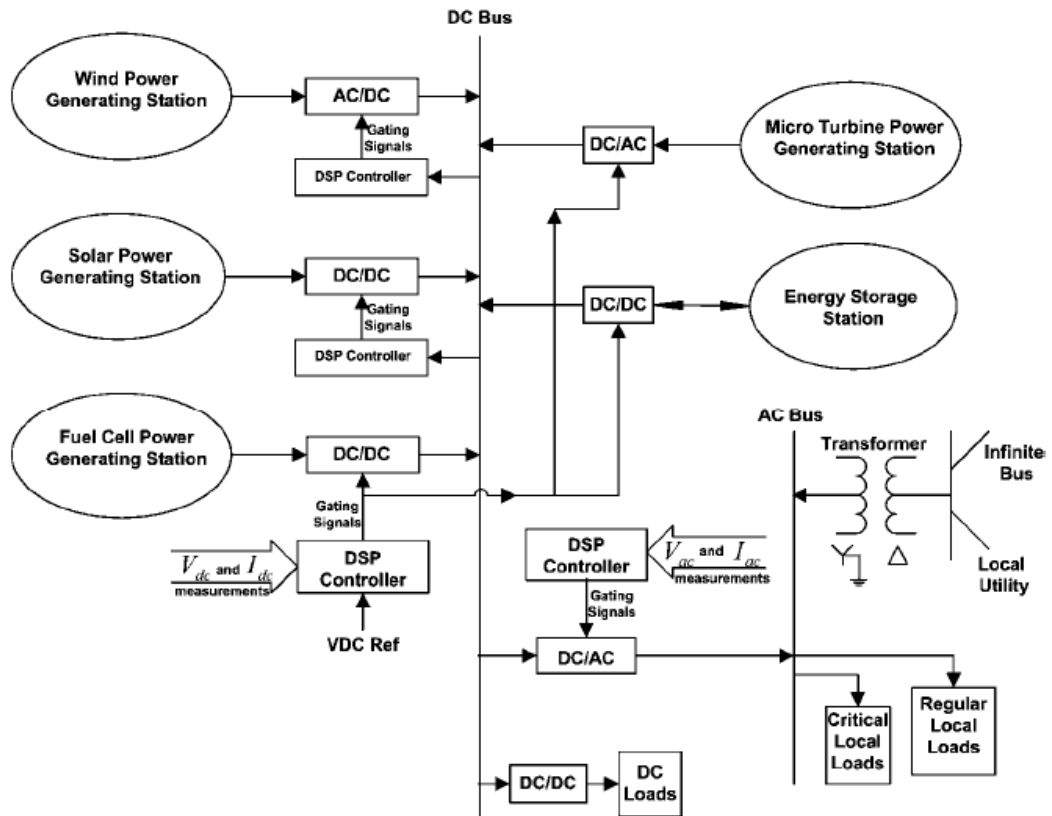 DC Bus
Wind Power
Generating Station
AC/DC
Gating
Signals
DSP Controller
DC/AC
Micro Turbine Power
Generating Station
Solar Power
Generating Station
DC/DC
Gating
Signals
DSP Controller
DC/DC
Energy Storage
Station
Fuel Cell Power
Generating Station
DC/DC
Gating
Signals
V_dc and I_dc
measurements
DSP
Controller
VDC Ref
AC Bus
Transformer
Infinite
Bus
Local
Utility
DSP
Controller
V_ac and I_ac
measurements
Gating
Signals
DC/AC
Critical
Local
Loads
Regular
Local
Loads
DC/DC
DC
Loads